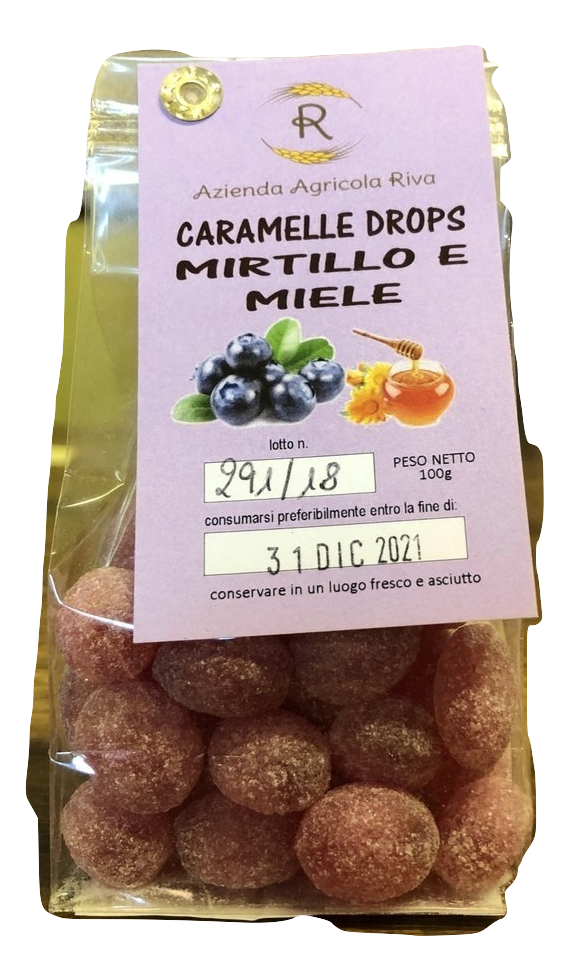 R
Azienda Agricola Riva
CARAMELLE DROPS
MIRTILLO E
MIELE
lotto n.
291/18
PESO NETTO
100g
consumarsi preferibilmente entro la fine di:
31 DIC 2021
conservare in un luogo fresco e asciutto